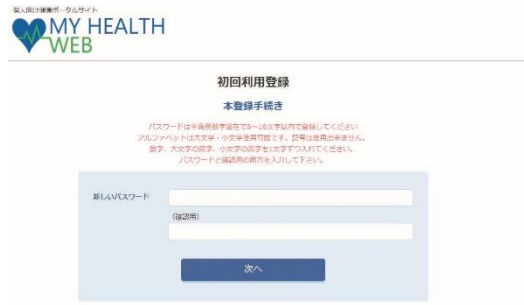 個人向け健康ポータルサイト
MY HEALTH
WEB
初回利用登録
本登録手続き
パスワードは半角英数字混在で8～16文字以内で登録してください
アルファベットは大文字・小文字使用可能です。記号は使用出来ません。
数字、大文字の英字、小文字の英字を1文字ずつ入れてください。
パスワードと確認用の両方を入力して下さい。
新しいパスワード
(確認用)
次へ